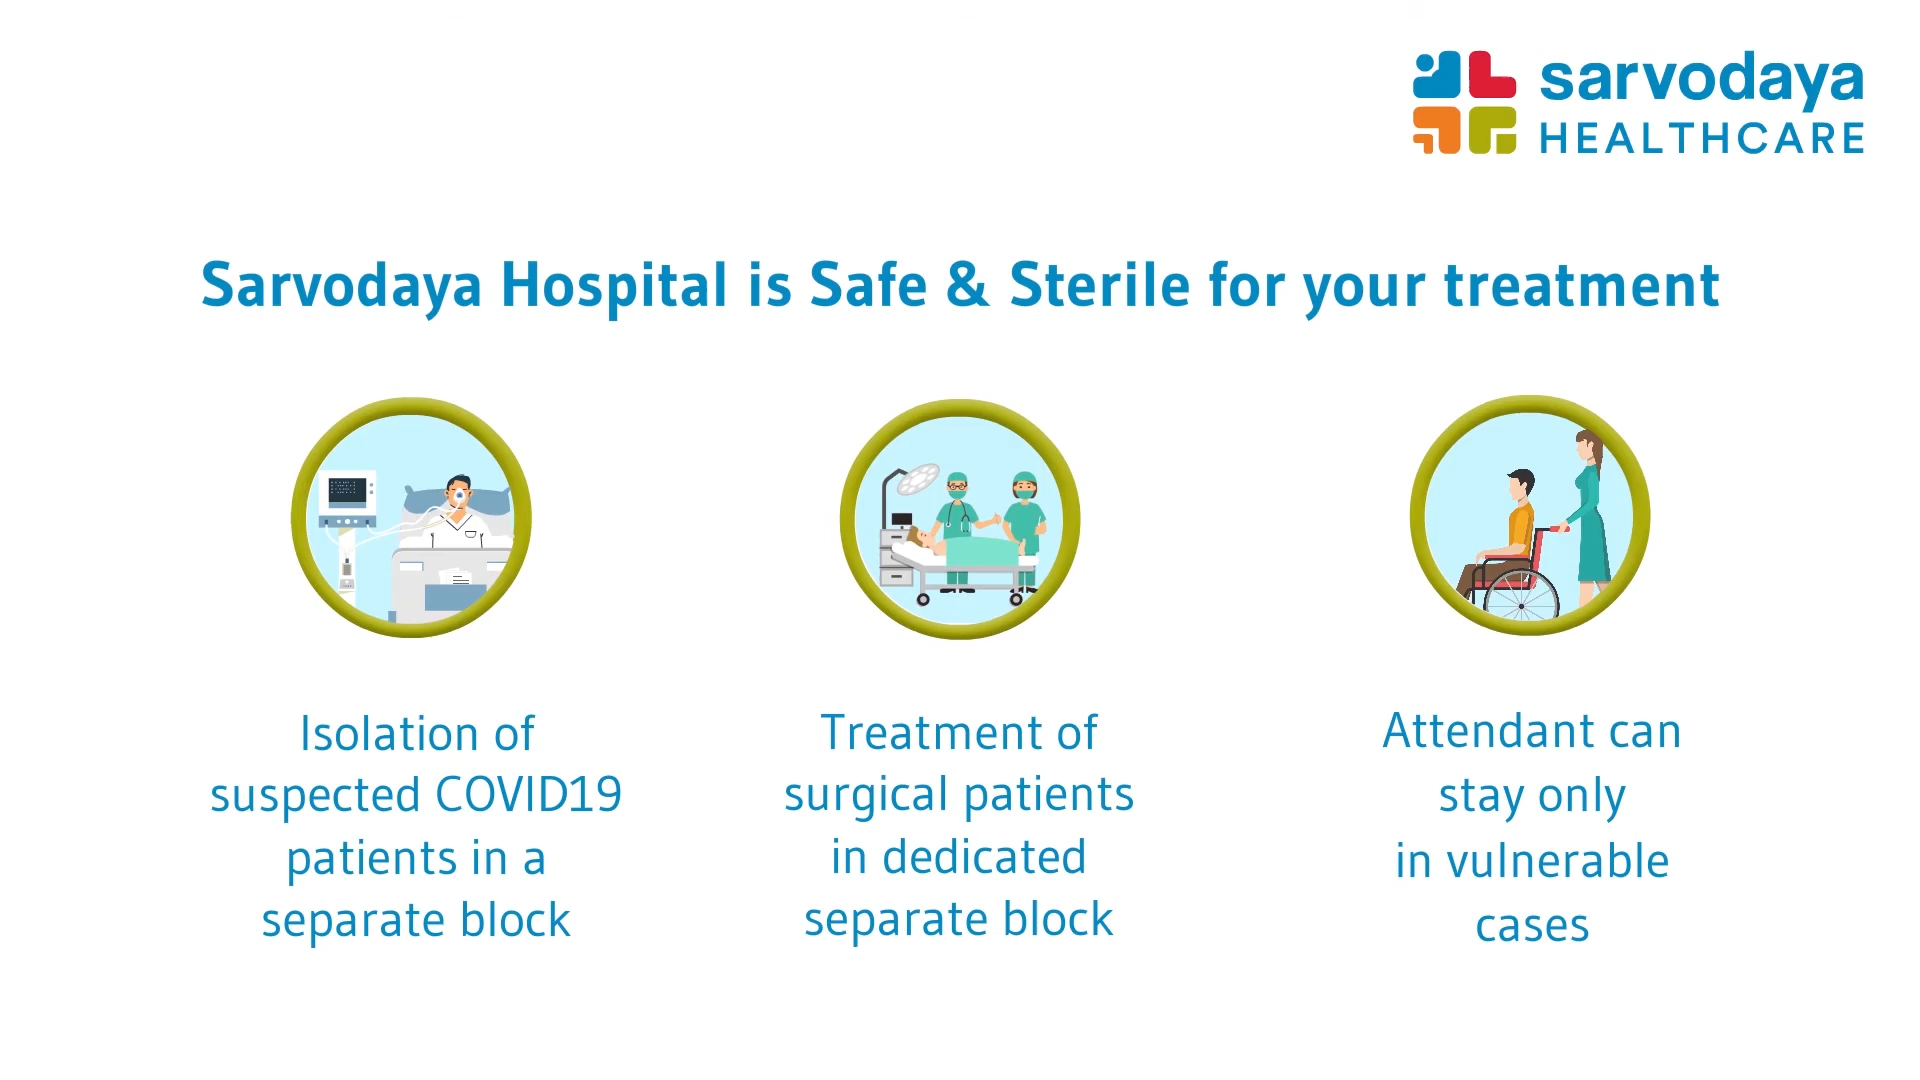 sarvodaya
HEALTHCARE
Sarvodaya Hospital is Safe & Sterile for your treatment
Isolation of
suspected COVID19
patients in a
separate block
Treatment of
surgical patients
in dedicated
separate block
Attendant can
stay only
in vulnerable
cases